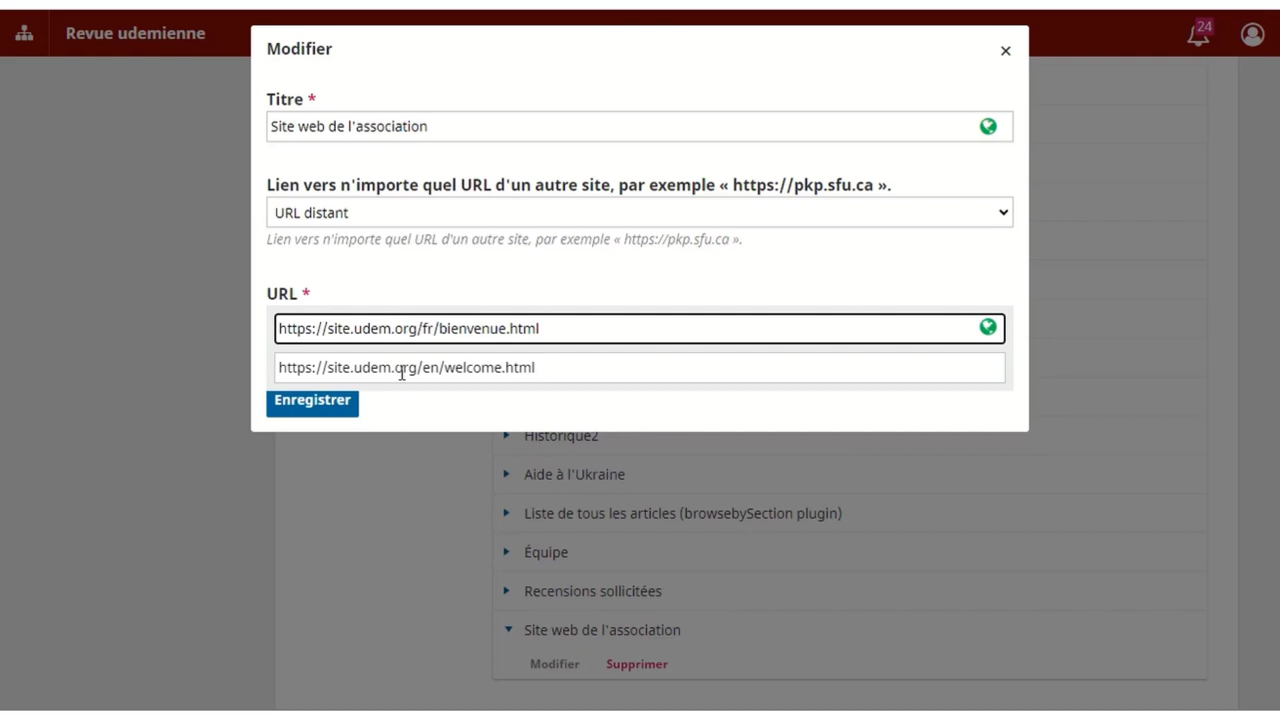 Revue udemienne
24
Modifier
×
Titre *
Site web de l'association
Lien vers n'importe quel URL d'un autre site, par exemple « https://pkp.sfu.ca ».
URL distant
Lien vers n'importe quel URL d'un autre site, par exemple « https://pkp.sfu.ca ».
URL *
https://site.udem.org/fr/bienvenue.html
https://site.udem.org/en/welcome.html
Enregistrer
Historique2
Aide à l'Ukraine
Liste de tous les articles (browsebySection plugin)
Équipe
Recensions sollicitées
Site web de l'association
Modifier Supprimer